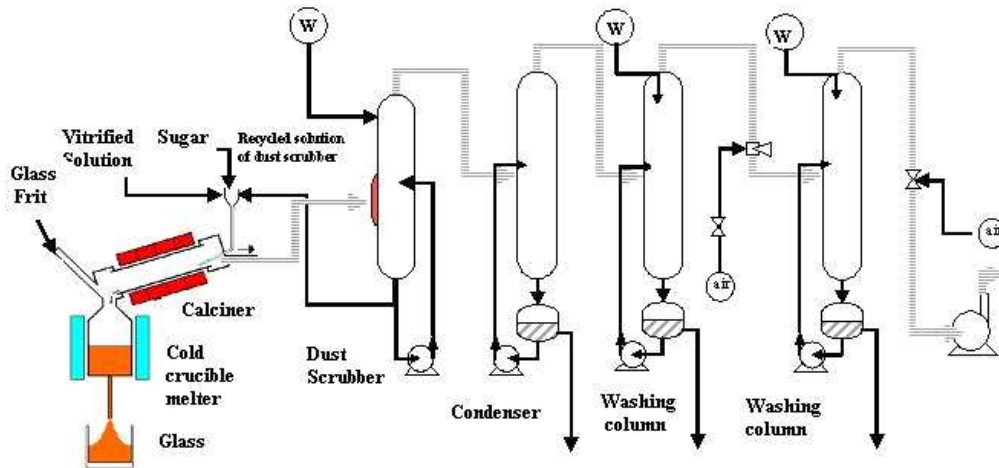 W
W
W
Vitrified
Solution
Sugar
Recycled solution
of dust scrubber
Glass
Frit
Calciner
Cold
crucible
melter
Glass
Dust
Scrubber
Condenser
Washing
column
air
Washing
column
air